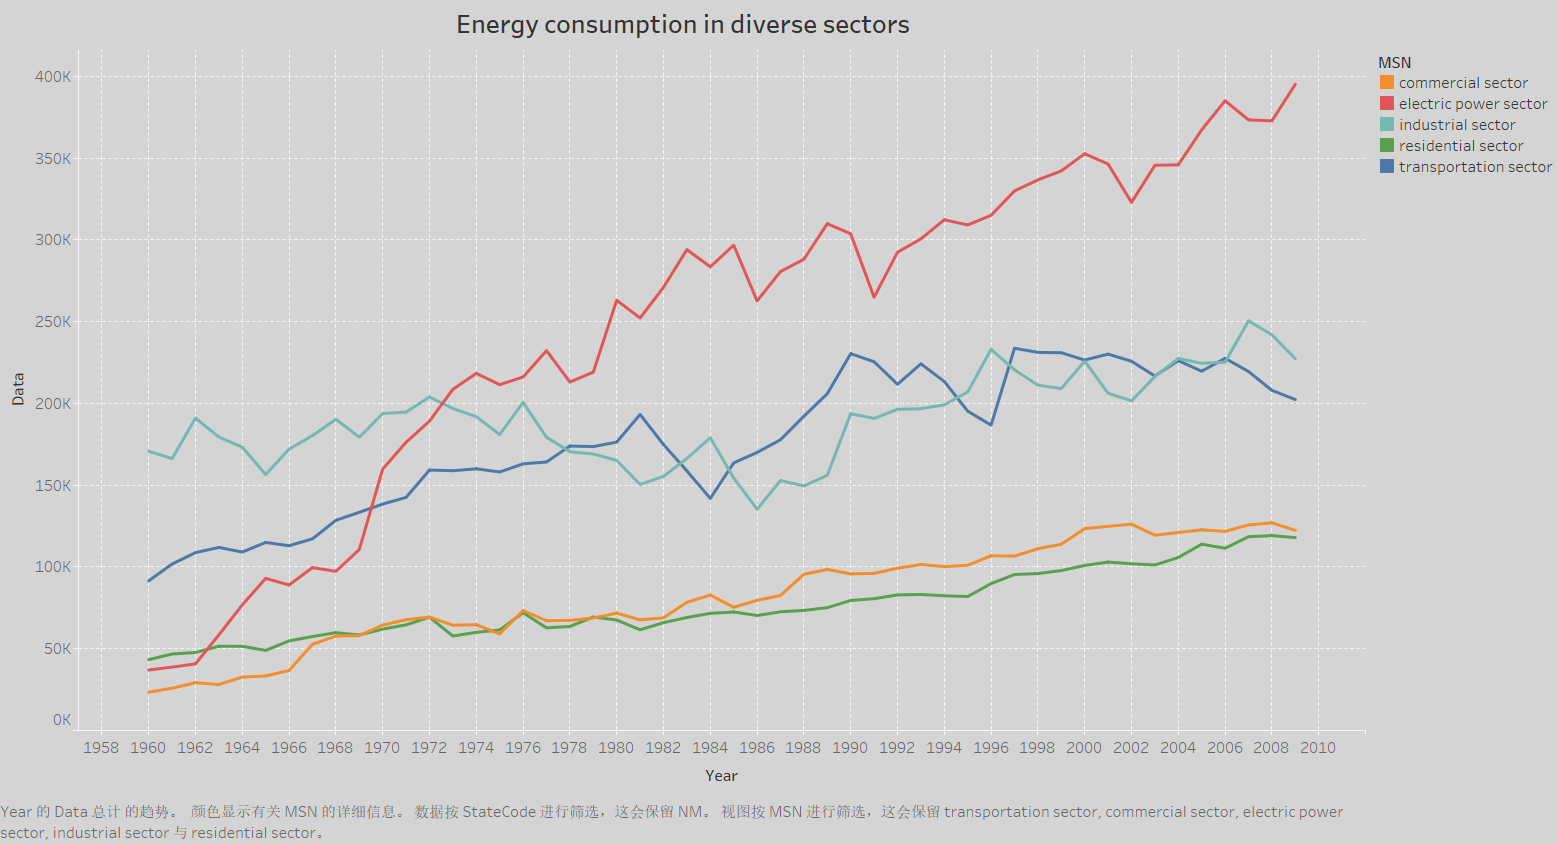 Energy consumption in diverse sectors
MSN
commercial sector
electric power sector
industrial sector
residential sector
transportation sector
400K
350K
300K
250K
200K
150K
100K
50K
0K
Data
1958 1960 1962 1964 1966 1968 1970 1972 1974 1976 1978 1980 1982 1984 1986 1988 1990 1992 1994 1996 1998 2000 2002 2004 2006 2008 2010
Year
Year 的 Data 总计 的趋势。 颜色显示有关 MSN 的详细信息。 数据按 StateCode 进行筛选，这会保留 NM。 视图按 MSN 进行筛选，这会保留 transportation sector, commercial sector, electric power
sector, industrial sector 与 residential sector。